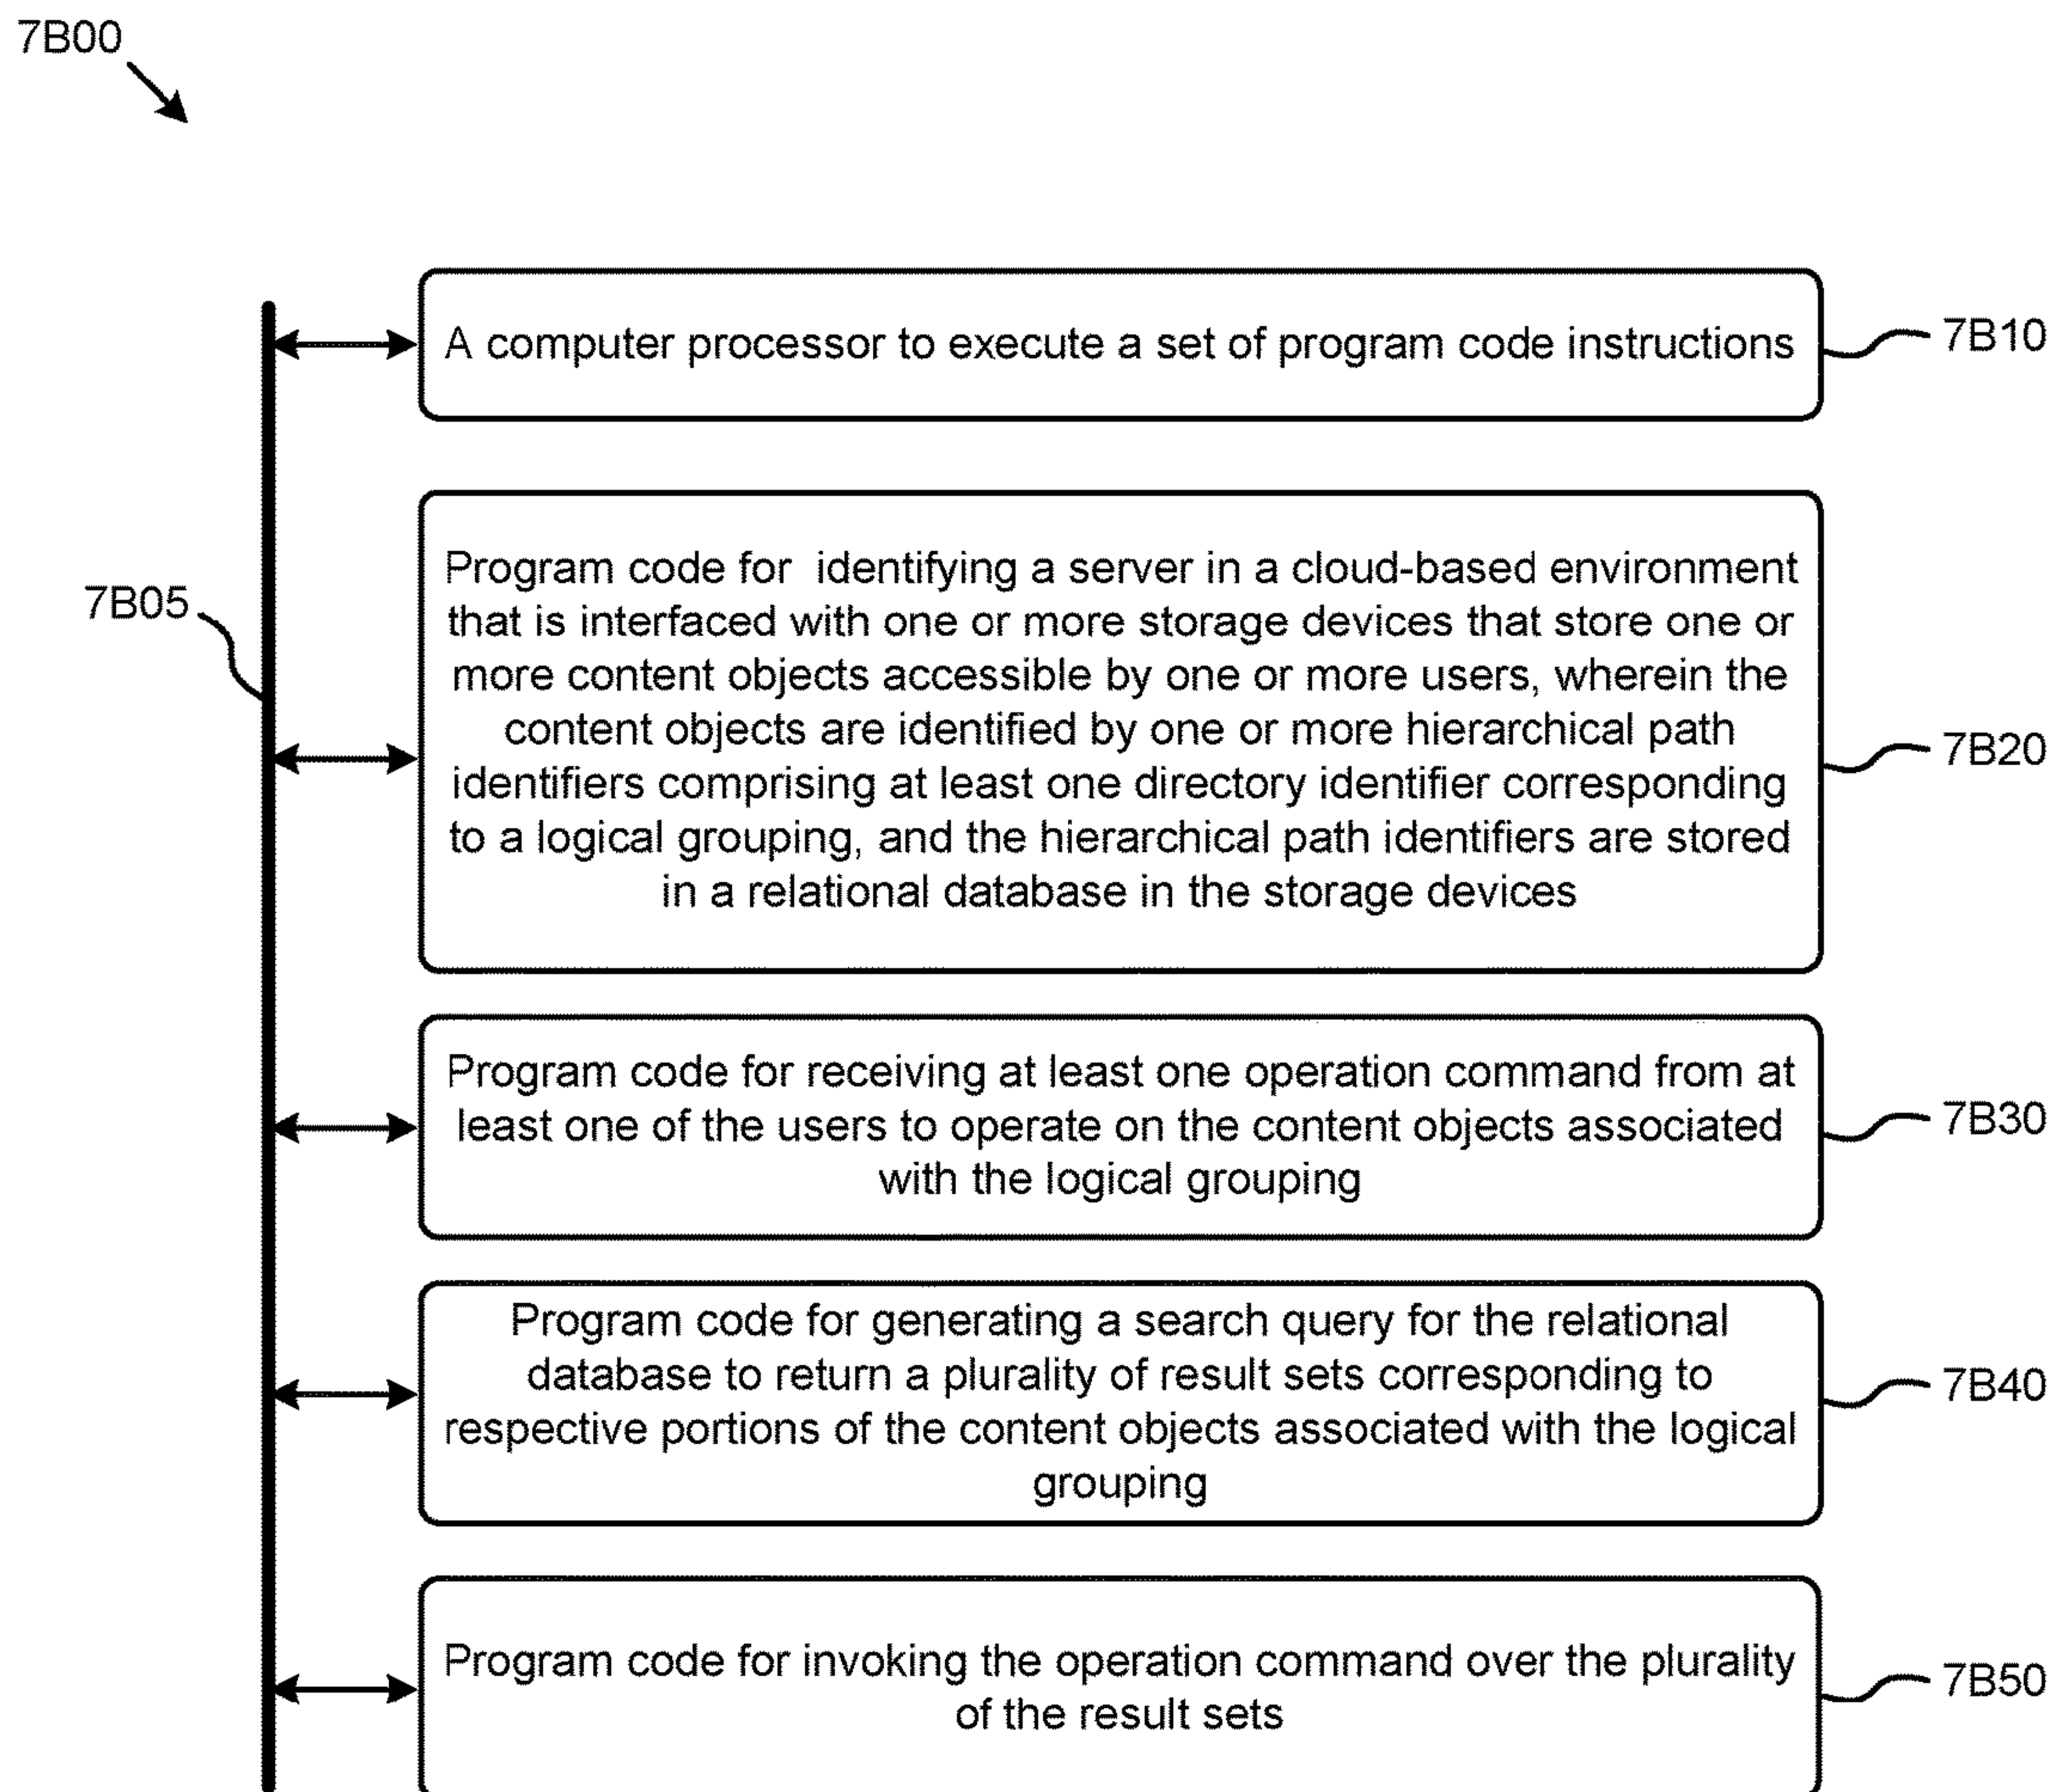 7B00
A computer processor to execute a set of program code instructions
7B10
7B05
Program code for identifying a server in a cloud-based environment
that is interfaced with one or more storage devices that store one or
more content objects accessible by one or more users, wherein the
content objects are identified by one or more hierarchical path
identifiers comprising at least one directory identifier corresponding
to a logical grouping, and the hierarchical path identifiers are stored
in a relational database in the storage devices
7B20
Program code for receiving at least one operation command from at
least one of the users to operate on the content objects associated
with the logical grouping
7B30
Program code for generating a search query for the relational
database to return a plurality of result sets corresponding to
respective portions of the content objects associated with the logical
grouping
7B40
Program code for invoking the operation command over the plurality
of the result sets
7B50